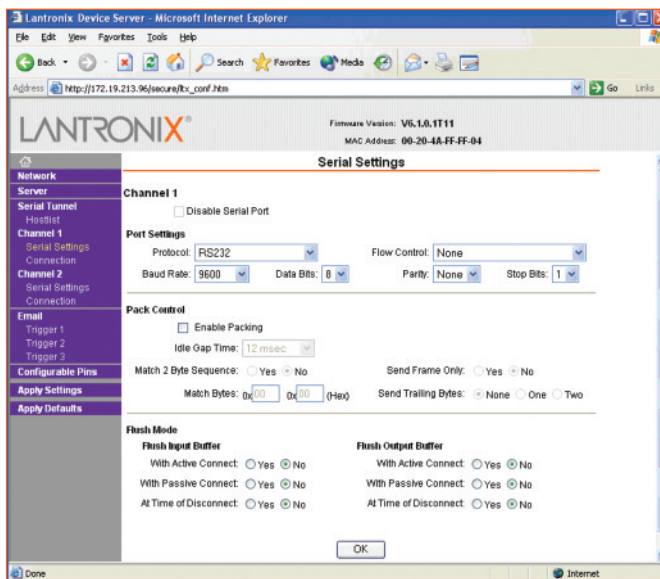 Lantronix Device Server - Microsoft Internet Explorer
File Edit View Favorites Tools Help
Back Search Favorites Media
Address http://172.19.213.96/secure/ltx_conf.htm Go Links
LANTRONIX®
Firmware Version: V6.1.0.1T11
MAC Address: 00-20-4A-FF-FF-04
Serial Settings
Network
Server
Serial Tunnel
Hostlist
Channel 1
Serial Settings
Connection
Channel 2
Serial Settings
Connection
Email
Trigger 1
Trigger 2
Trigger 3
Configurable Pins
Apply Settings
Apply Defaults
Channel 1
Disable Serial Port
Port Settings
Protocol: RS232 Flow Control: None
Baud Rate: 9600 Data Bits: 8 Parity: None Stop Bits: 1
Pack Control
Enable Packing
Idle Gap Time: 12 msec
Match 2 Byte Sequence: Yes No Send Frame Only: Yes No
Match Bytes: 0x00 0x00 (Hex) Send Trailing Bytes: None One Two
Flush Mode
Flush Input Buffer Flush Output Buffer
With Active Connect: Yes No With Active Connect: Yes No
With Passive Connect: Yes No With Passive Connect: Yes No
At Time of Disconnect: Yes No At Time of Disconnect: Yes No
OK
Done Internet